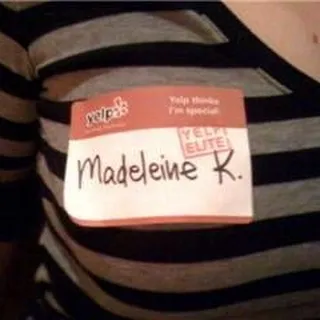 yelp
Yelp thinks
I'm special.
YELP
ELITE
Madeleine K.